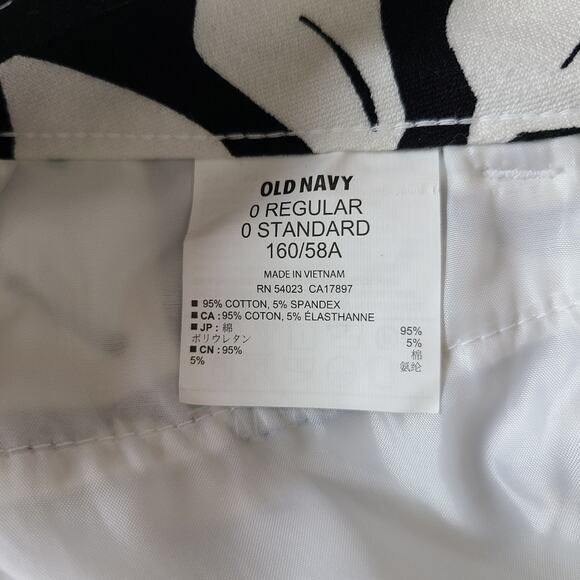 OLD NAVY
0 REGULAR
0 STANDARD
160/58A
MADE IN VIETNAM
RN 54023 CA17897
■ 95% COTTON, 5% SPANDEX
■ CA : 95% COTON, 5% ÉLASTHANNE
■ JP : 棉 95%
ポリウレタン 5%
■ CN : 95% 棉
5% 氨纶